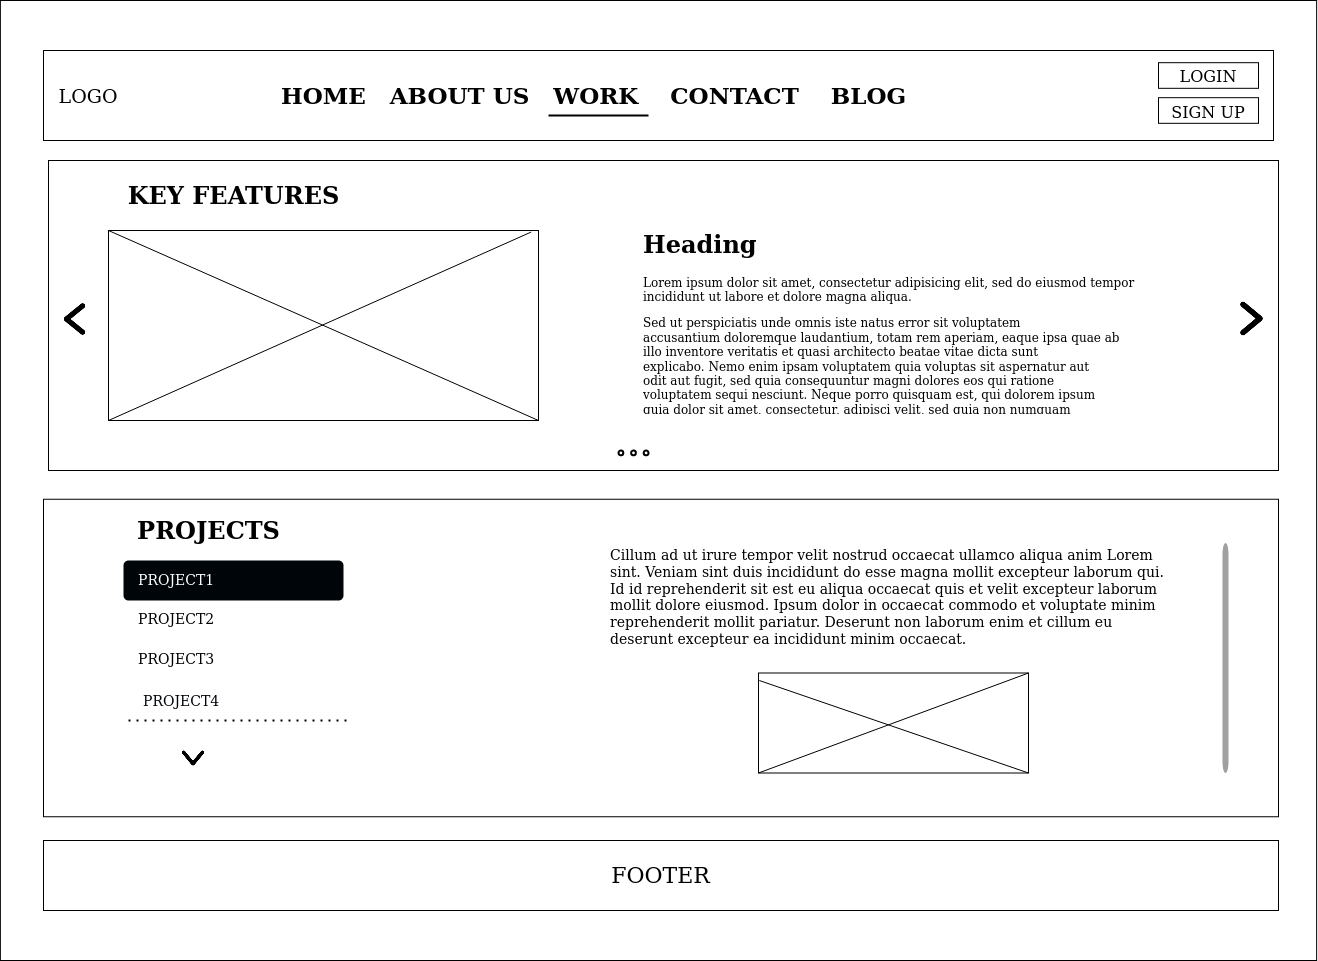 LOGO
HOME ABOUT US WORK CONTACT BLOG
LOGIN
SIGN UP
KEY FEATURES
Heading
Lorem ipsum dolor sit amet, consectetur adipisicing elit, sed do eiusmod tempor
incididunt ut labore et dolore magna aliqua.
Sed ut perspiciatis unde omnis iste natus error sit voluptatem
accusantium doloremque laudantium, totam rem aperiam, eaque ipsa quae ab
illo inventore veritatis et quasi architecto beatae vitae dicta sunt
explicabo. Nemo enim ipsam voluptatem quia voluptas sit aspernatur aut
odit aut fugit, sed quia consequuntur magni dolores eos qui ratione
voluptatem sequi nesciunt. Neque porro quisquam est, qui dolorem ipsum
quia dolor sit amet, consectetur, adipisci velit, sed quia non numquam
PROJECTS
PROJECT1
PROJECT2
PROJECT3
PROJECT4
Cillum ad ut irure tempor velit nostrud occaecat ullamco aliqua anim Lorem
sint. Veniam sint duis incididunt do esse magna mollit excepteur laborum qui.
Id id reprehenderit sit est eu aliqua occaecat quis et velit excepteur laborum
mollit dolore eiusmod. Ipsum dolor in occaecat commodo et voluptate minim
reprehenderit mollit pariatur. Deserunt non laborum enim et cillum eu
deserunt excepteur ea incididunt minim occaecat.
FOOTER